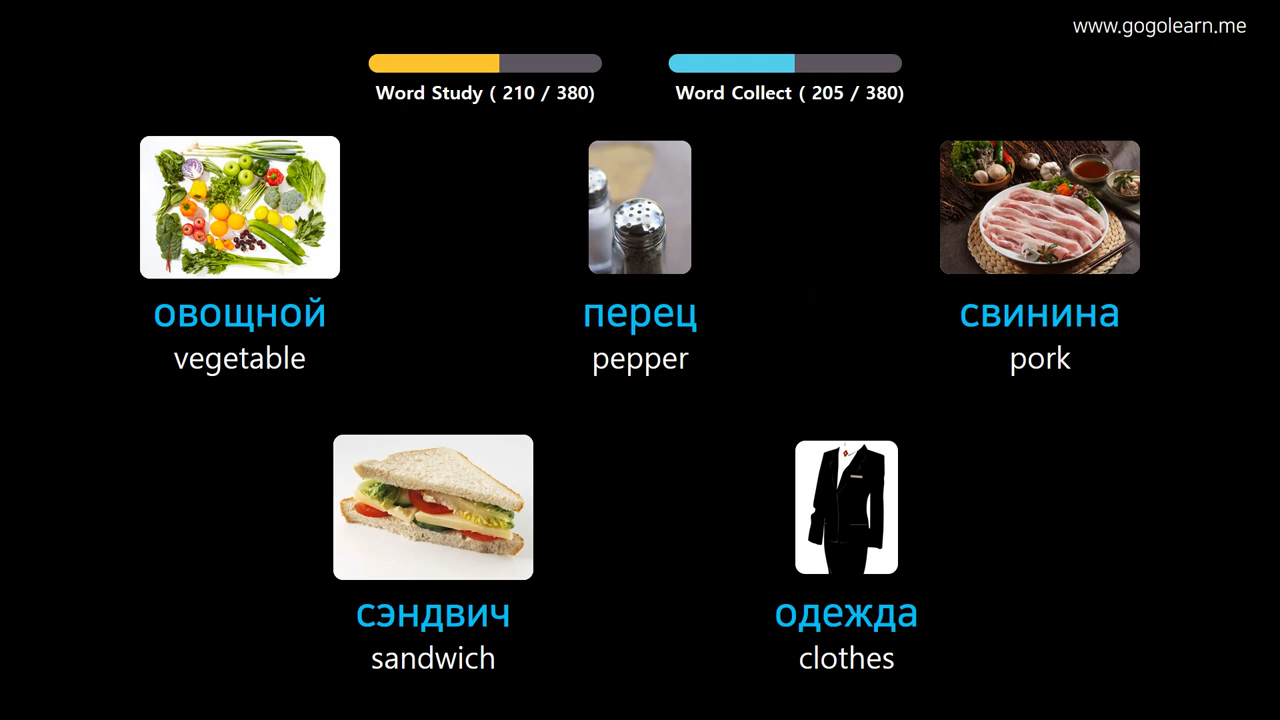 www.gogolearn.me
Word Study ( 210 / 380)
Word Collect ( 205 / 380)
овощной
vegetable
перец
pepper
свинина
pork
сэндвич
sandwich
одежда
clothes